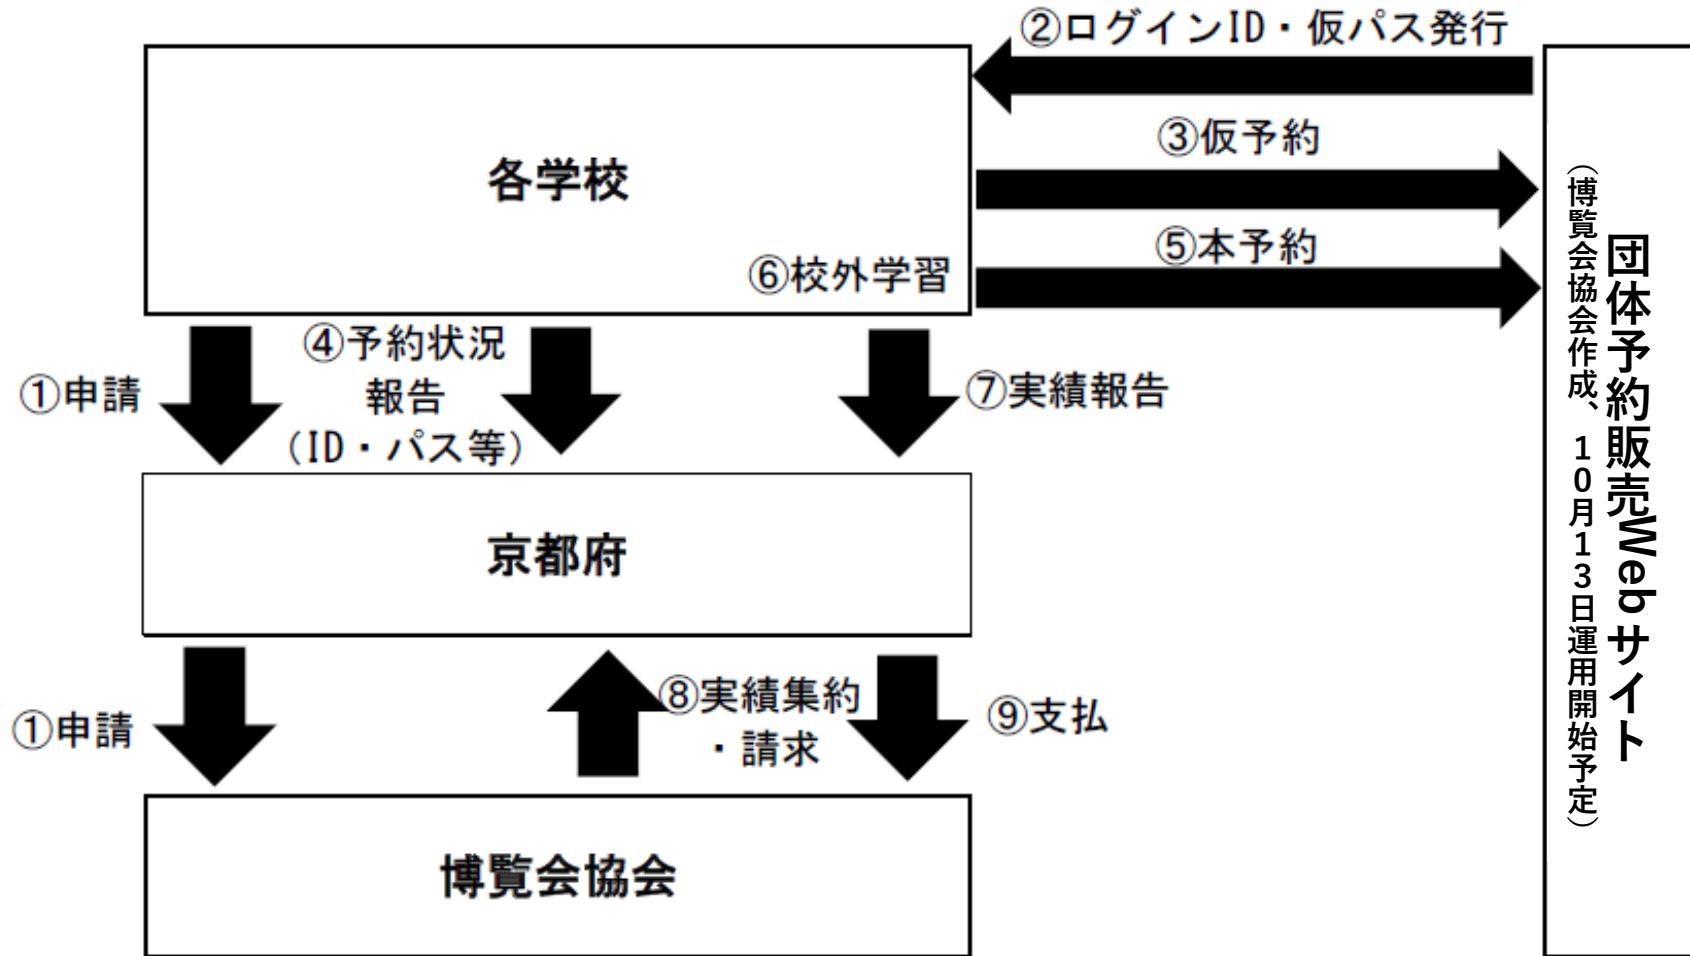 ②ログインID・仮パス発行
③仮予約
各学校
⑤本予約
⑥校外学習
①申請
④予約状況
報告
（ID・パス等）
⑦実績報告
京都府
①申請
⑧実績集約
・請求
⑨支払
博覧会協会
団体予約販売Webサイト
（博覧会協会作成、10月13日運用開始予定）